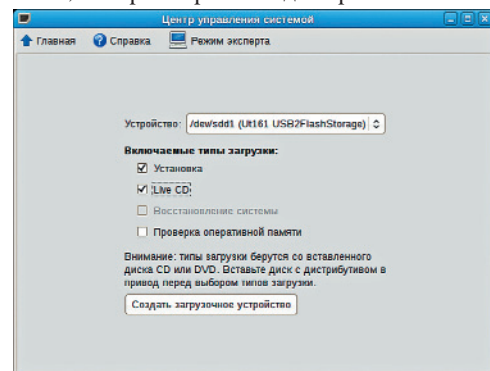 Центр управления системой
Главная Справка Режим эксперта
Устройство: /dev/sdd1 (Ut161 USB2FlashStorage)
Включаемые типы загрузки:
Установка
Live CD
Восстановление системы
Проверка оперативной памяти
Внимание: типы загрузки берутся со вставленного
диска CD или DVD. Вставьте диск с дистрибутивом в
привод перед выбором типов загрузки.
Создать загрузочное устройство